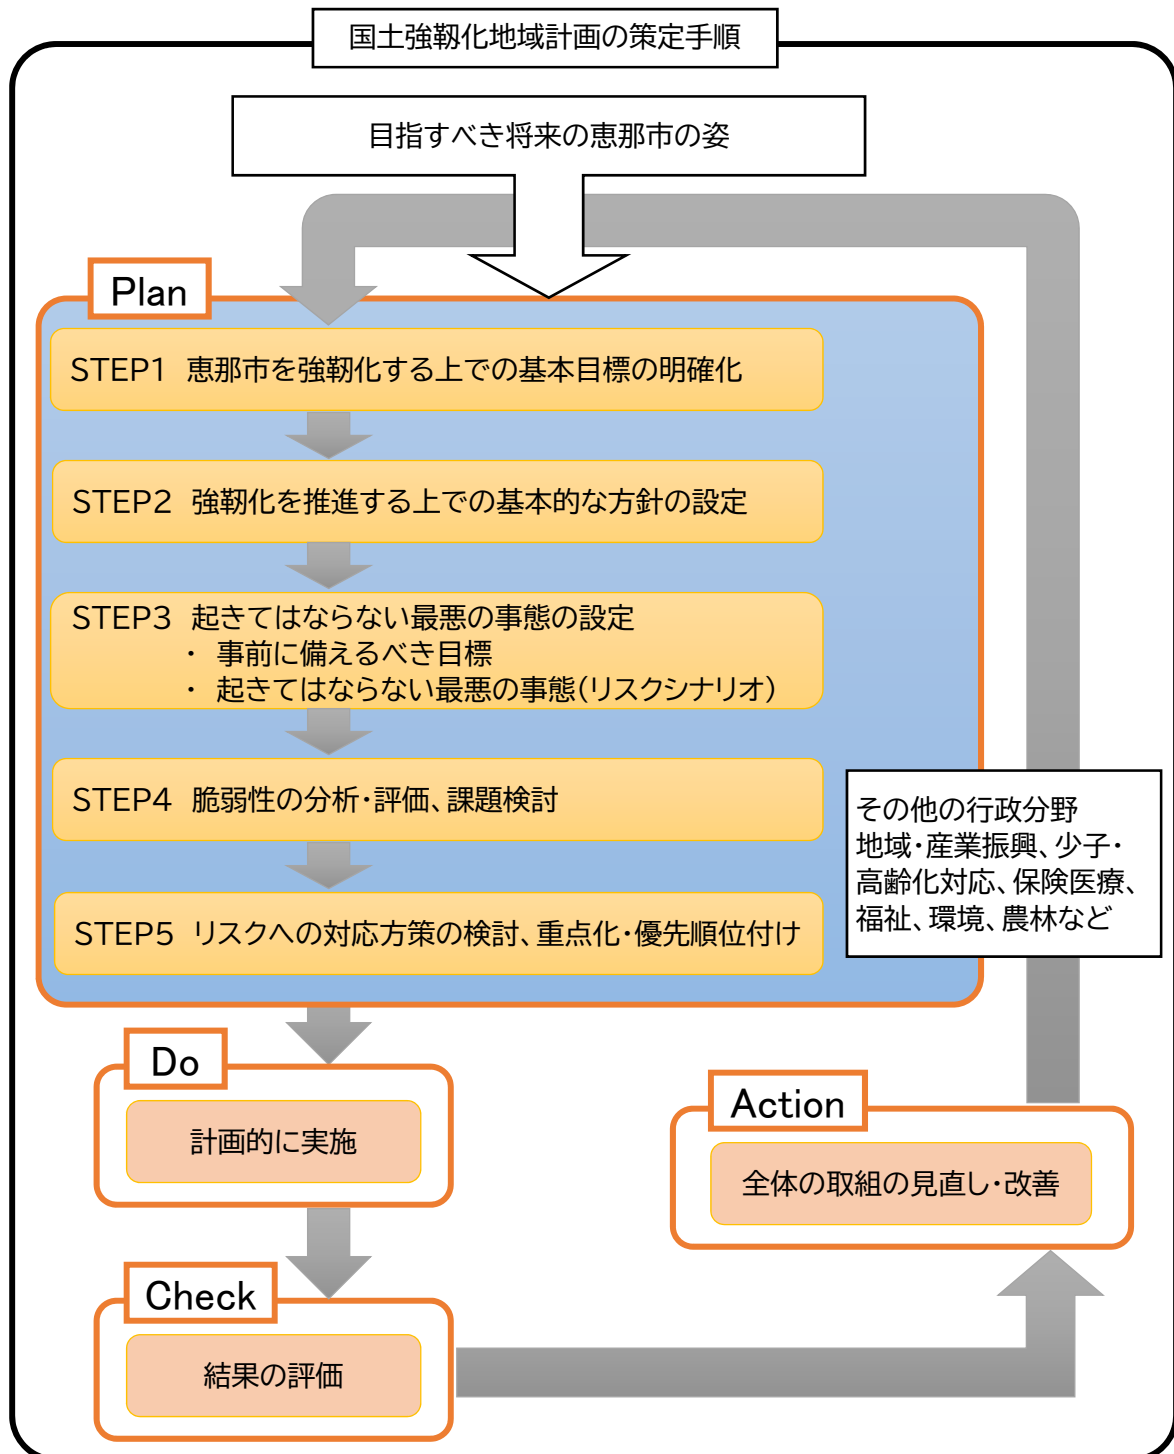 国土強靱化地域計画の策定手順
目指すべき将来の恵那市の姿
Plan
STEP1 恵那市を強靱化する上での基本目標の明確化
STEP2 強靱化を推進する上での基本的な方針の設定
STEP3 起きてはならない最悪の事態の設定
・ 事前に備えるべき目標
・ 起きてはならない最悪の事態(リスクシナリオ)
STEP4 脆弱性の分析・評価、課題検討
STEP5 リスクへの対応方策の検討、重点化・優先順位付け
その他の行政分野
地域・産業振興、少子・
高齢化対応、保険医療、
福祉、環境、農林など
Do
計画的に実施
Check
結果の評価
Action
全体の取組の見直し・改善